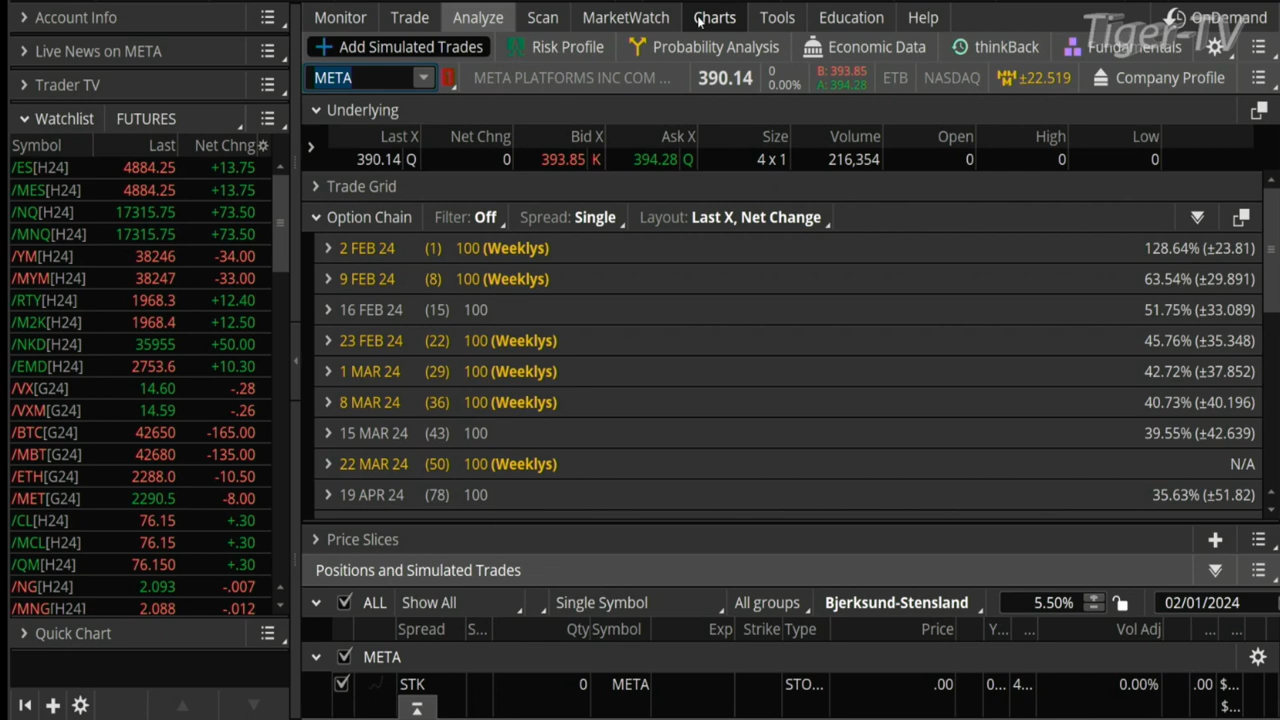 Account Info
Live News on META
Trader TV
Watchlist FUTURES
Symbol Last Net Chng
/ES[H24] 4884.25 +13.75
/MES[H24] 4884.25 +13.75
/NQ[H24] 17315.75 +73.50
/MNQ[H24] 17315.75 +73.50
/YM[H24] 38246 -34.00
/MYM[H24] 38247 -33.00
/RTY[H24] 1968.3 +12.40
/M2K[H24] 1968.4 +12.50
/NKD[H24] 35955 +50.00
/EMD[H24] 2753.6 +10.30
/VX[G24] 14.60 -.28
/VXM[G24] 14.59 -.26
/BTC[G24] 42650 -165.00
/MBT[G24] 42680 -135.00
/ETH[G24] 2288.0 -10.50
/MET[G24] 2290.5 -8.00
/CL[H24] 76.15 +.30
/MCL[H24] 76.15 +.30
/QM[H24] 76.150 +.30
/NG[H24] 2.093 -.007
/MNG[H24] 2.088 -.012
Quick Chart
Monitor Trade Analyze Scan MarketWatch Charts Tools Education Help OnDemand
Tiger-TV
Add Simulated Trades Risk Profile Probability Analysis Economic Data thinkBack Fundamentals
META META PLATFORMS INC COM ... 390.14 0 0.00% B: 393.85 A: 394.28 ETB NASDAQ ±22.519 Company Profile
Underlying
Last X Net Chng Bid X Ask X Size Volume Open High Low
390.14 Q 0 393.85 K 394.28 Q 4 x 1 216,354 0 0 0
Trade Grid
Option Chain Filter: Off Spread: Single Layout: Last X, Net Change
2 FEB 24 (1) 100 (Weeklys) 128.64% (±23.81)
9 FEB 24 (8) 100 (Weeklys) 63.54% (±29.891)
16 FEB 24 (15) 100 51.75% (±33.089)
23 FEB 24 (22) 100 (Weeklys) 45.76% (±35.348)
1 MAR 24 (29) 100 (Weeklys) 42.72% (±37.852)
8 MAR 24 (36) 100 (Weeklys) 40.73% (±40.196)
15 MAR 24 (43) 100 39.55% (±42.639)
22 MAR 24 (50) 100 (Weeklys) N/A
19 APR 24 (78) 100 35.63% (±51.82)
Price Slices
Positions and Simulated Trades
ALL Show All Single Symbol All groups Bjerksund-Stensland 5.50% 02/01/2024
Spread S... Qty Symbol Exp Strike Type Price Y... ... Vol Adj ... ...
META
STK 0 META STO... .00 0... 4... 0.00% .00 $...
$...